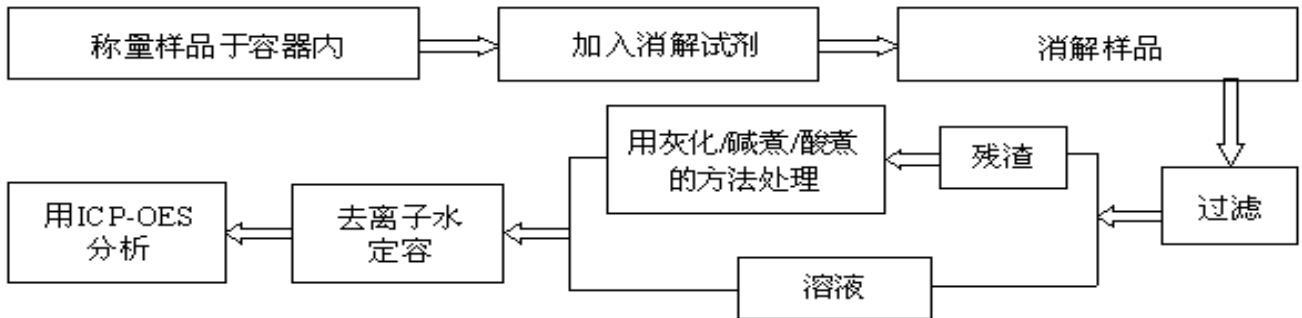 称量样品于容器内
加入消解试剂
消解样品
过滤
残渣
用灰化/碱煮/酸煮
的方法处理
溶液
去离子水
定容
用ICP-OES
分析